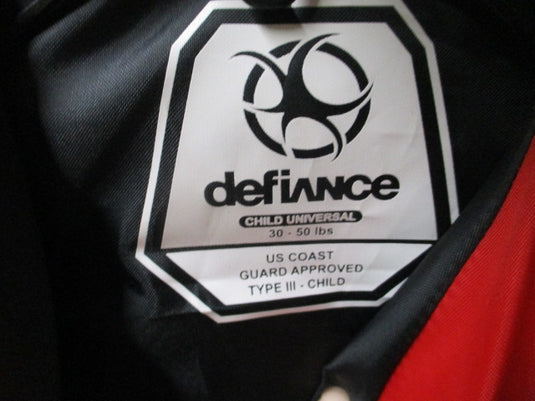 defiance
CHILD UNIVERSAL
30 - 50 lbs
US COAST
GUARD APPROVED
TYPE III - CHILD